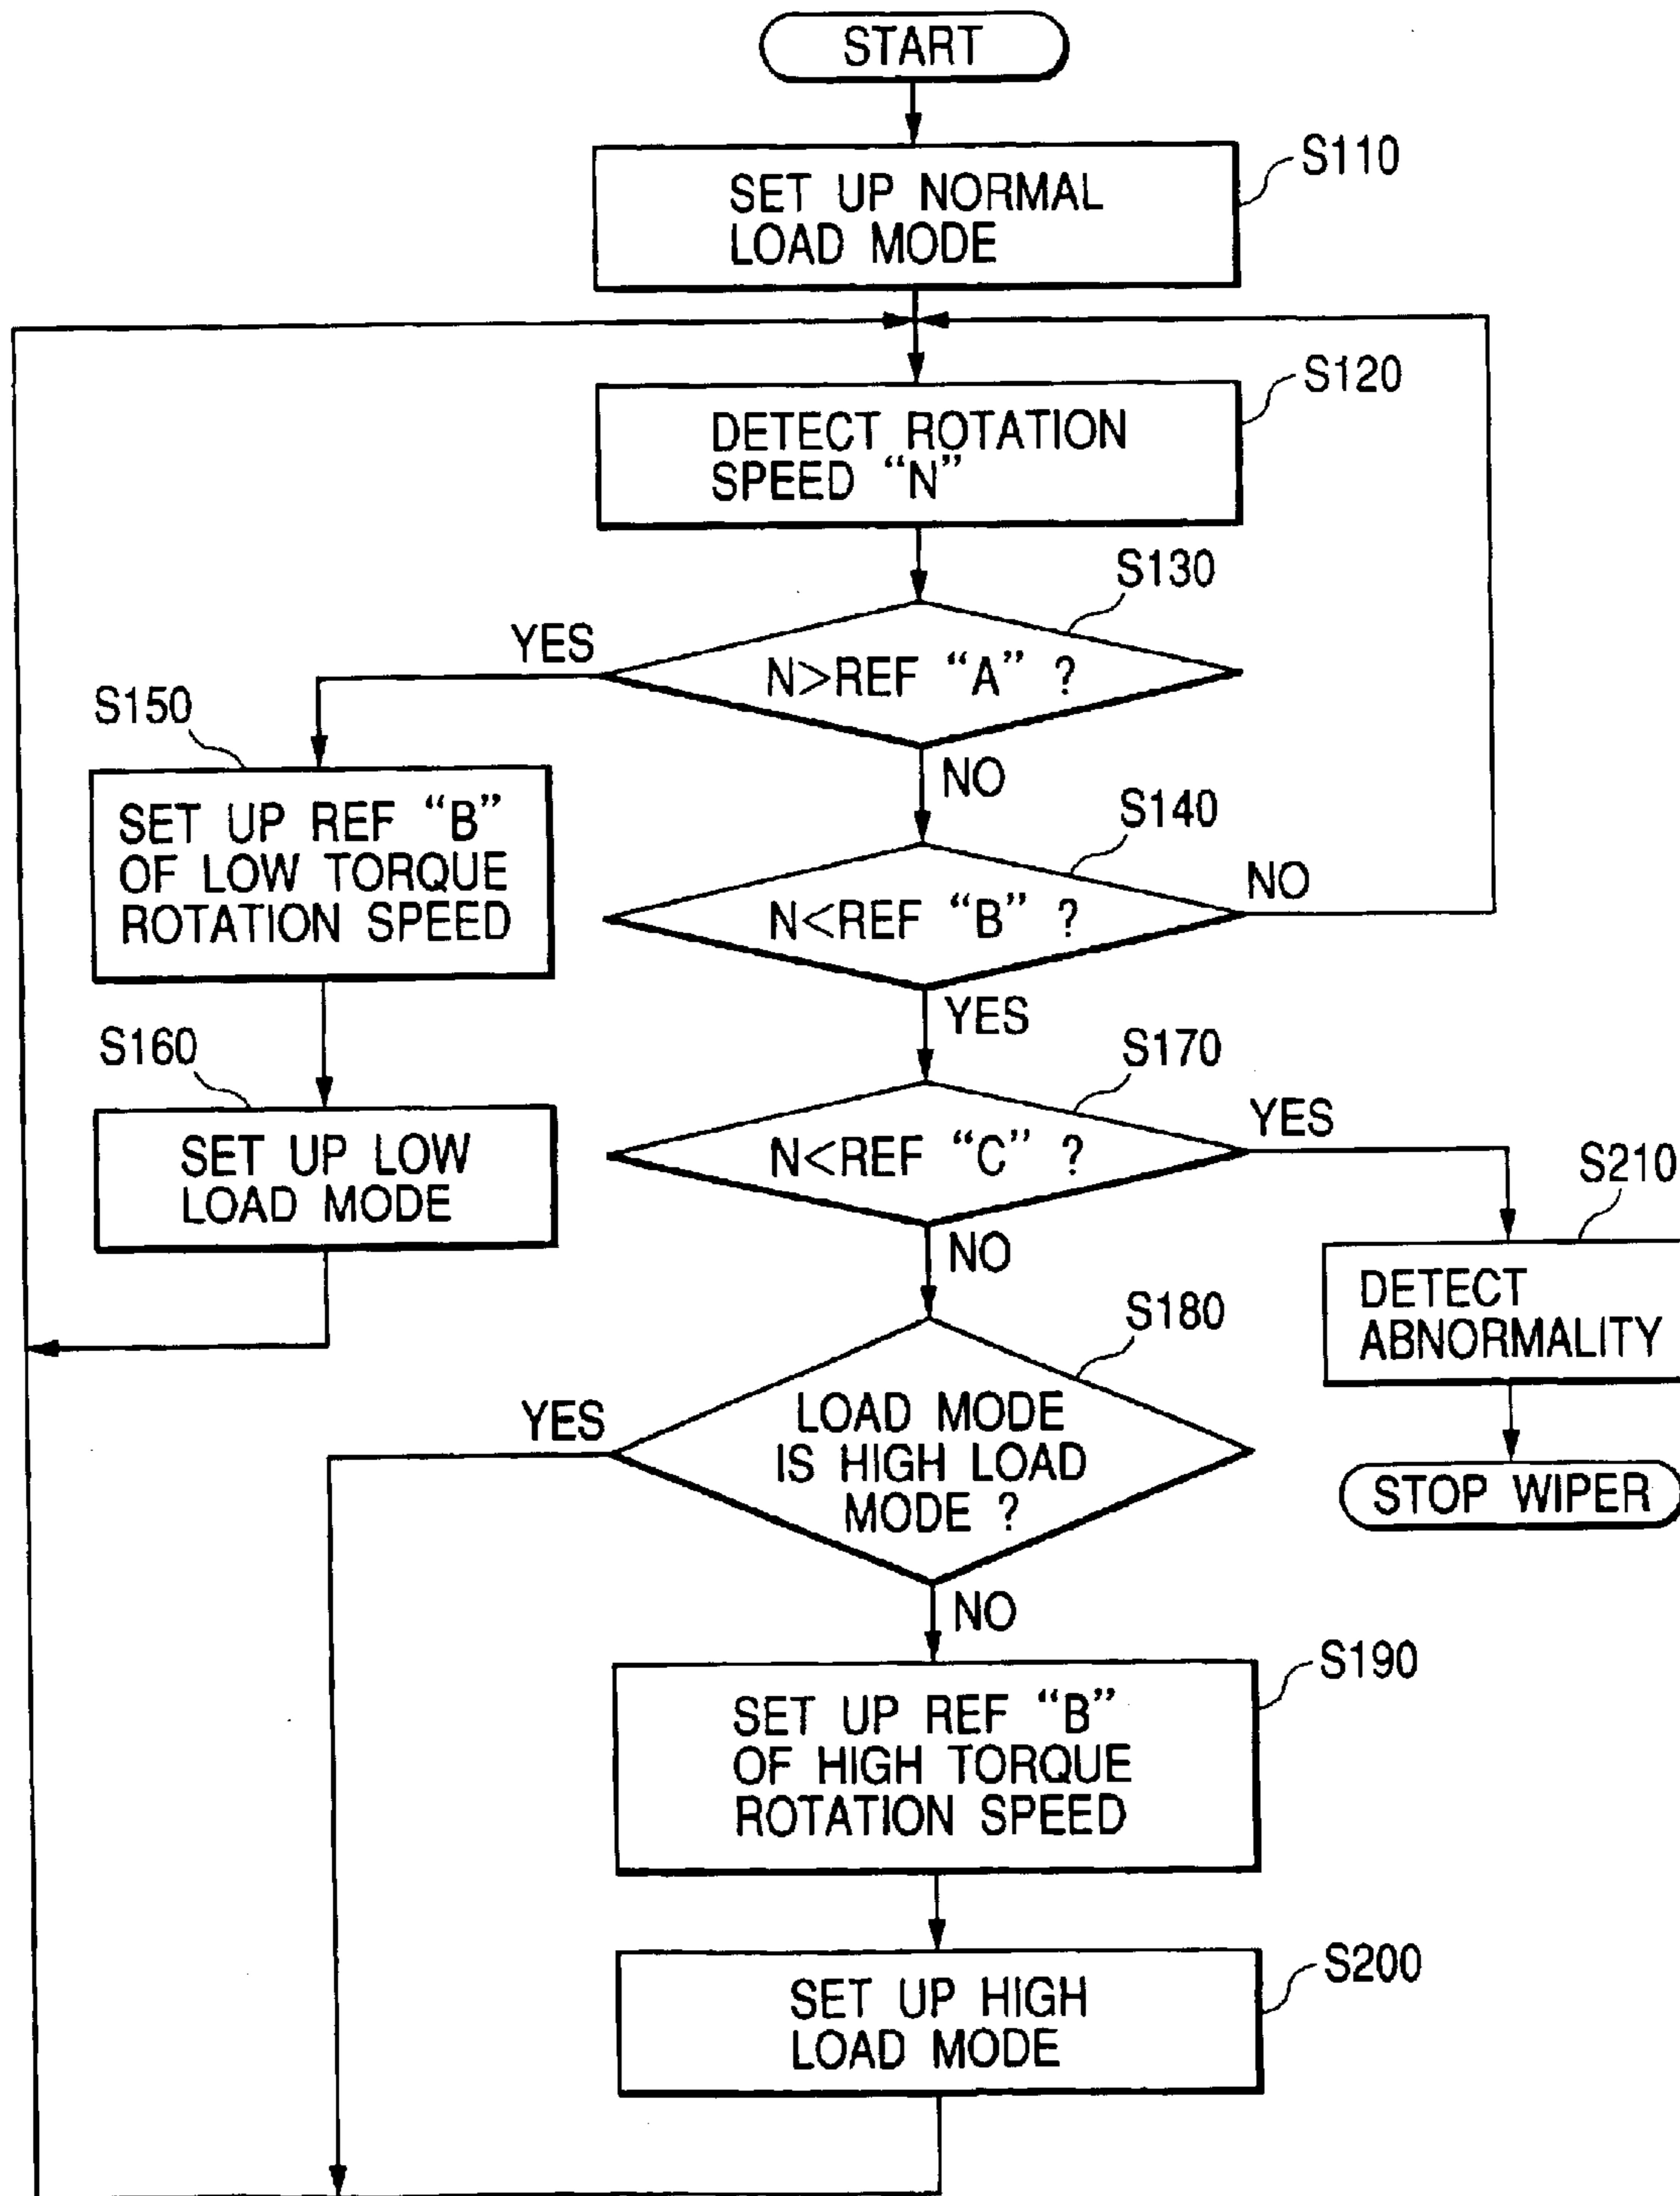 START
S110
SET UP NORMAL
LOAD MODE
S120
DETECT ROTATION
SPEED “N”
S130
YES
N>REF “A” ?
NO
S150
SET UP REF “B”
OF LOW TORQUE
ROTATION SPEED
S140
N<REF “B” ?
NO
YES
S160
SET UP LOW
LOAD MODE
S170
N<REF “C” ?
YES
NO
S210
DETECT
ABNORMALITY
STOP WIPER
S180
YES
LOAD MODE
IS HIGH LOAD
MODE ?
NO
S190
SET UP REF “B”
OF HIGH TORQUE
ROTATION SPEED
S200
SET UP HIGH
LOAD MODE